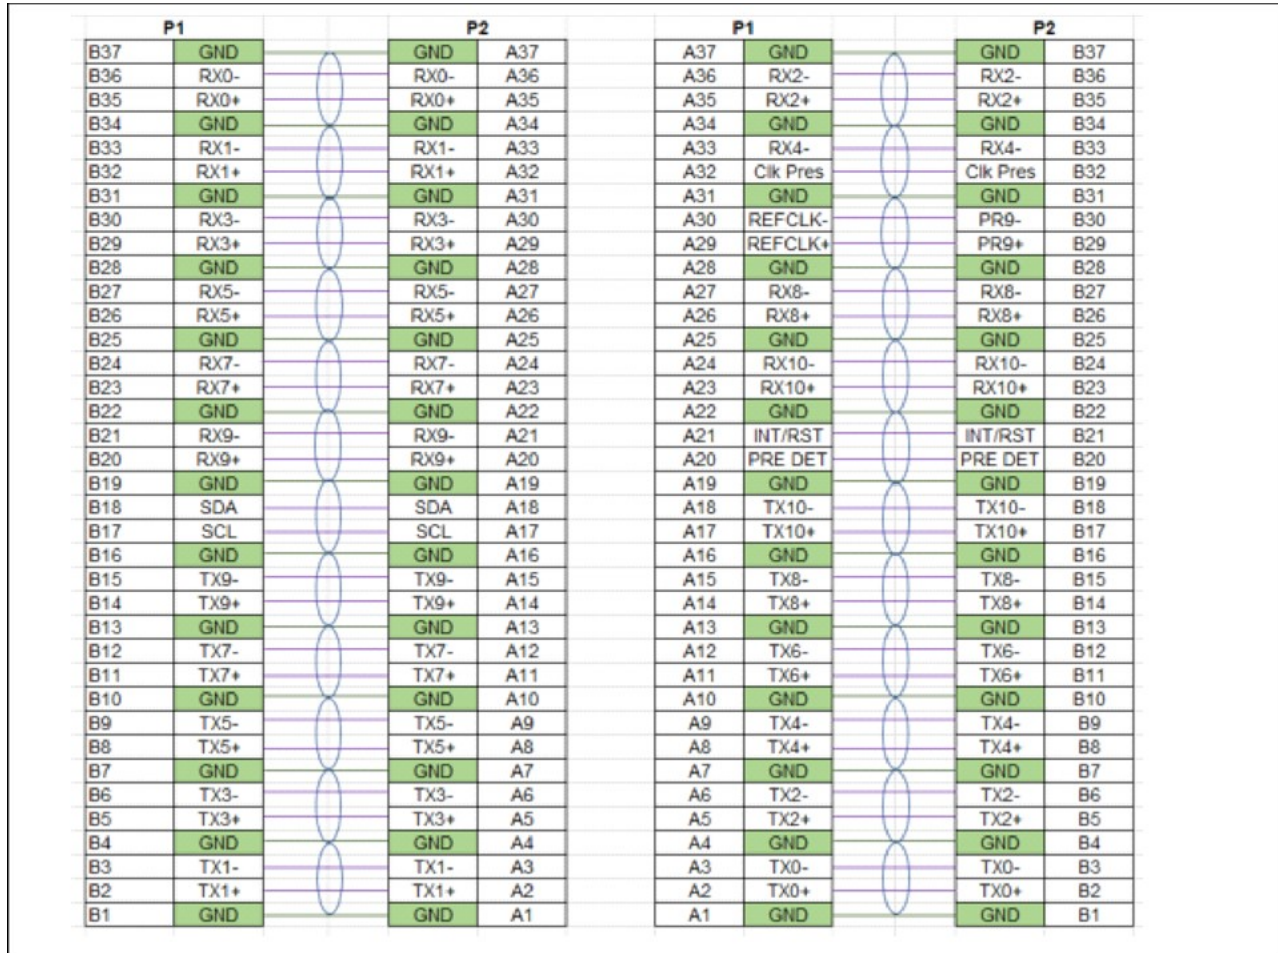 P1 P2 P1 P2
B37 GND GND A37 A37 GND GND B37
B36 RX0- RX0- A36 A36 RX2- RX2- B36
B35 RX0+ RX0+ A35 A35 RX2+ RX2+ B35
B34 GND GND A34 A34 GND GND B34
B33 RX1- RX1- A33 A33 RX4- RX4- B33
B32 RX1+ RX1+ A32 A32 Clk Pres Clk Pres B32
B31 GND GND A31 A31 GND GND B31
B30 RX3- RX3- A30 A30 REFCLK- PR9- B30
B29 RX3+ RX3+ A29 A29 REFCLK+ PR9+ B29
B28 GND GND A28 A28 GND GND B28
B27 RX5- RX5- A27 A27 RX8- RX8- B27
B26 RX5+ RX5+ A26 A26 RX8+ RX8+ B26
B25 GND GND A25 A25 GND GND B25
B24 RX7- RX7- A24 A24 RX10- RX10- B24
B23 RX7+ RX7+ A23 A23 RX10+ RX10+ B23
B22 GND GND A22 A22 GND GND B22
B21 RX9- RX9- A21 A21 INT/RST INT/RST B21
B20 RX9+ RX9+ A20 A20 PRE DET PRE DET B20
B19 GND GND A19 A19 GND GND B19
B18 SDA SDA A18 A18 TX10- TX10- B18
B17 SCL SCL A17 A17 TX10+ TX10+ B17
B16 GND GND A16 A16 GND GND B16
B15 TX9- TX9- A15 A15 TX8- TX8- B15
B14 TX9+ TX9+ A14 A14 TX8+ TX8+ B14
B13 GND GND A13 A13 GND GND B13
B12 TX7- TX7- A12 A12 TX6- TX6- B12
B11 TX7+ TX7+ A11 A11 TX6+ TX6+ B11
B10 GND GND A10 A10 GND GND B10
B9 TX5- TX5- A9 A9 TX4- TX4- B9
B8 TX5+ TX5+ A8 A8 TX4+ TX4+ B8
B7 GND GND A7 A7 GND GND B7
B6 TX3- TX3- A6 A6 TX2- TX2- B6
B5 TX3+ TX3+ A5 A5 TX2+ TX2+ B5
B4 GND GND A4 A4 GND GND B4
B3 TX1- TX1- A3 A3 TX0- TX0- B3
B2 TX1+ TX1+ A2 A2 TX0+ TX0+ B2
B1 GND GND A1 A1 GND GND B1